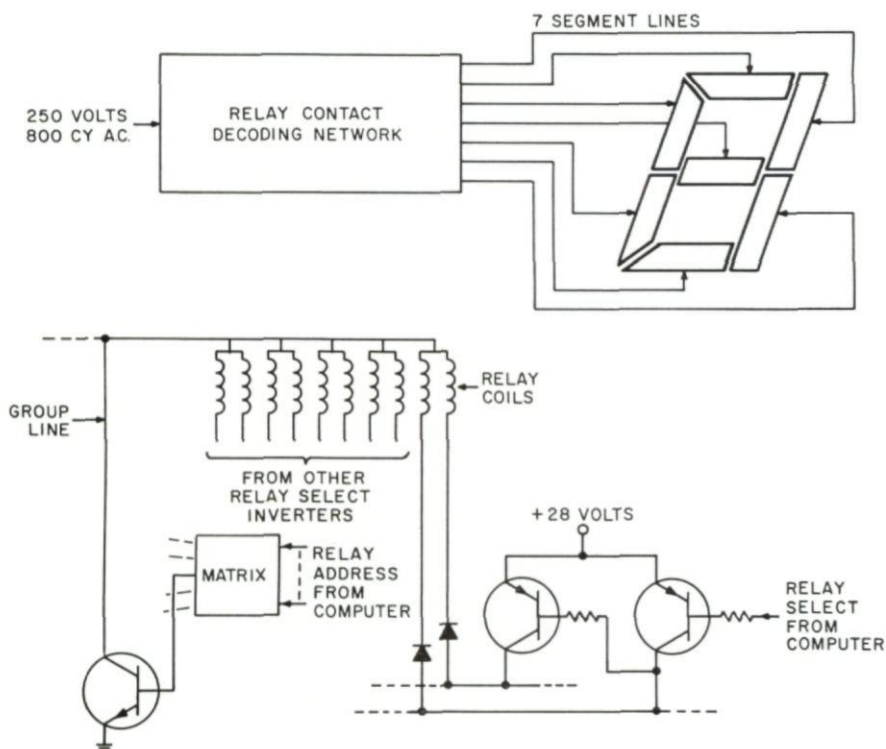 7 SEGMENT LINES
250 VOLTS
800 CY A.C.
RELAY CONTACT
DECODING NETWORK
RELAY
COILS
GROUP
LINE
FROM OTHER
RELAY SELECT
INVERTERS
+28 VOLTS
MATRIX
RELAY
ADDRESS
FROM
COMPUTER
RELAY
SELECT
FROM
COMPUTER